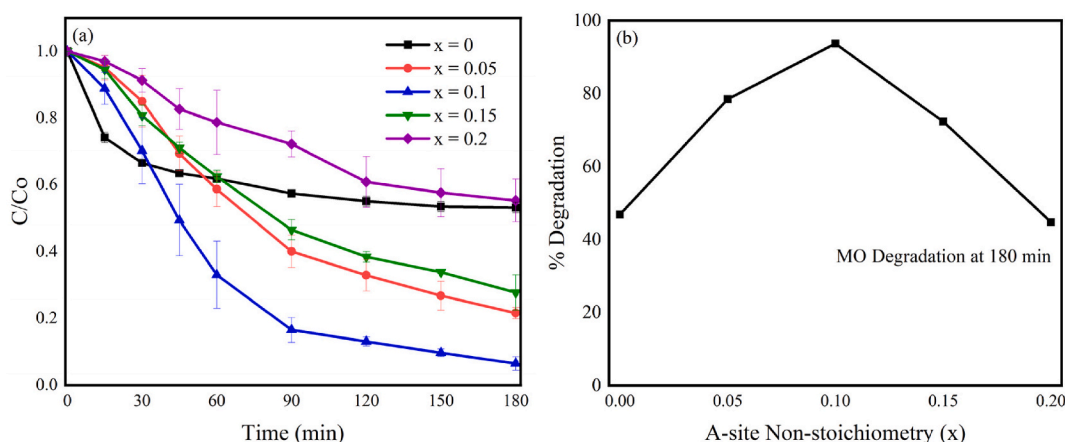 (a)
x = 0
x = 0.05
x = 0.1
x = 0.15
x = 0.2
1.0
0.8
0.6
0.4
0.2
0.0
C/Co
0 30 60 90 120 150 180
Time (min)
(b)
100
80
60
40
20
0
% Degradation
MO Degradation at 180 min
0.00 0.05 0.10 0.15 0.20
A-site Non-stoichiometry (x)